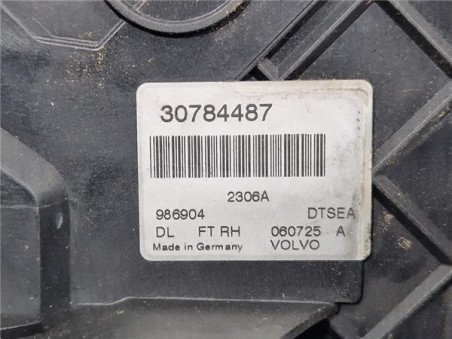 30784487
2306A
986904 DTSEA
DL FT RH 060725 A
Made in Germany VOLVO